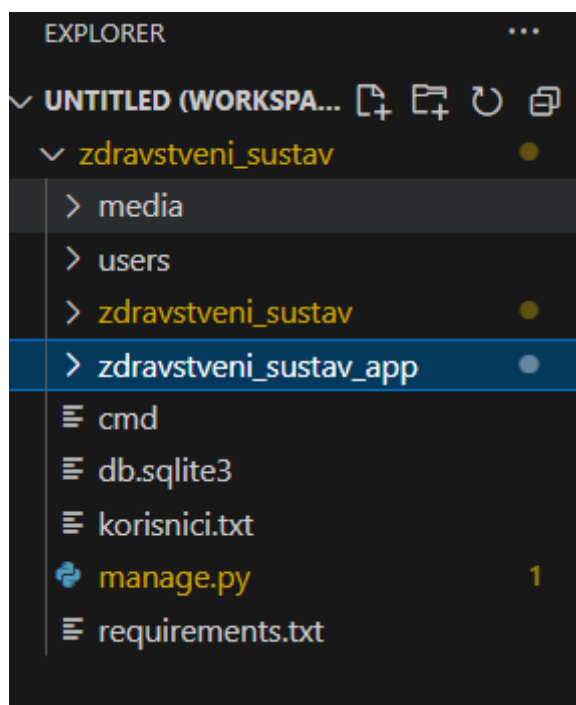 EXPLORER
UNTITLED (WORKSPA...
zdravstveni_sustav
media
users
zdravstveni_sustav
zdravstveni_sustav_app
cmd
db.sqlite3
korisnici.txt
manage.py 1
requirements.txt